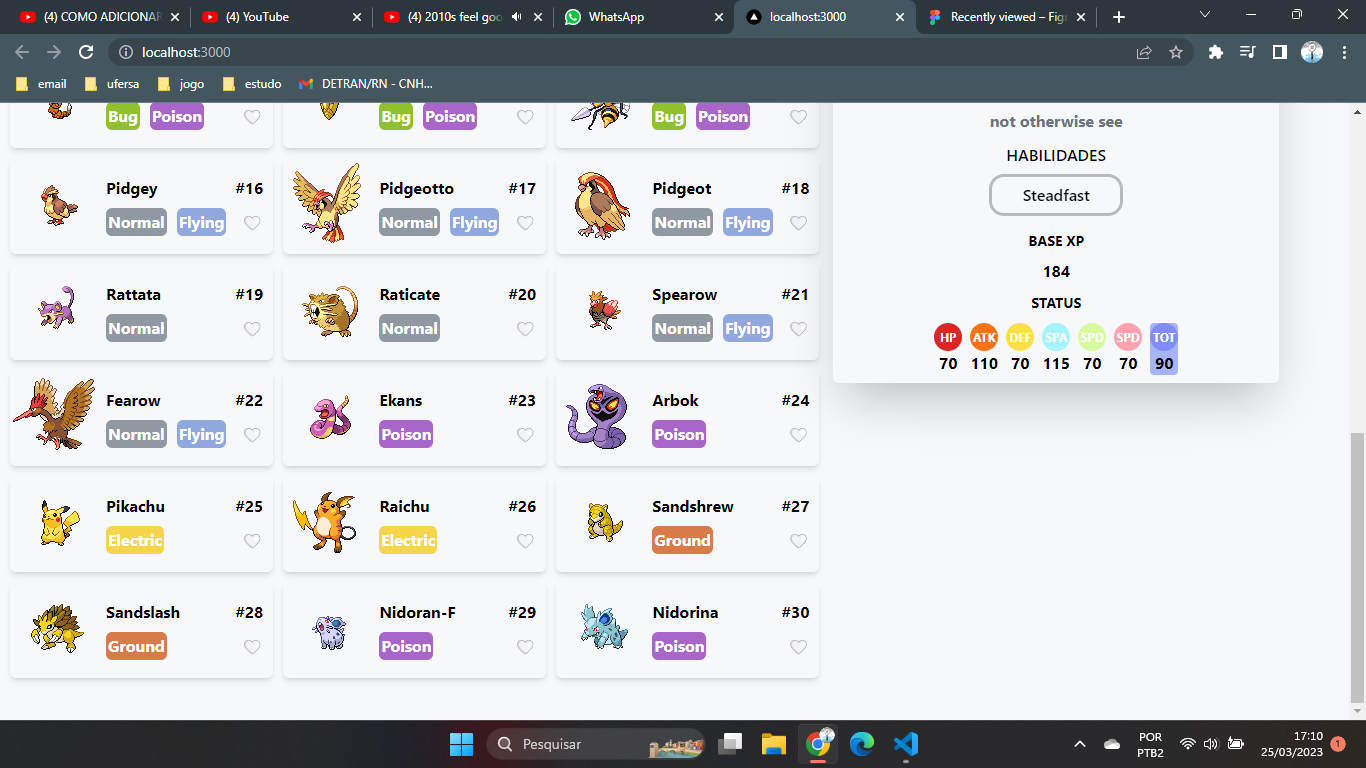 (4) COMO ADICIONAR
(4) YouTube
(4) 2010s feel goo
WhatsApp
localhost:3000
Recently viewed – Fig
localhost:3000
email
ufersa
jogo
estudo
DETRAN/RN - CNH...
Bug Poison
Bug Poison
Bug Poison
Pidgey #16
Normal Flying
Pidgeotto #17
Normal Flying
Pidgeot #18
Normal Flying
Rattata #19
Normal
Raticate #20
Normal
Spearow #21
Normal Flying
Fearow #22
Normal Flying
Ekans #23
Poison
Arbok #24
Poison
Pikachu #25
Electric
Raichu #26
Electric
Sandshrew #27
Ground
Sandslash #28
Ground
Nidoran-F #29
Poison
Nidorina #30
Poison
not otherwise see
HABILIDADES
Steadfast
BASE XP
184
STATUS
HP ATK DEF SPA SPD SPD TOT
70 110 70 115 70 70 90
Pesquisar
POR
PTB2
17:10
25/03/2023
1